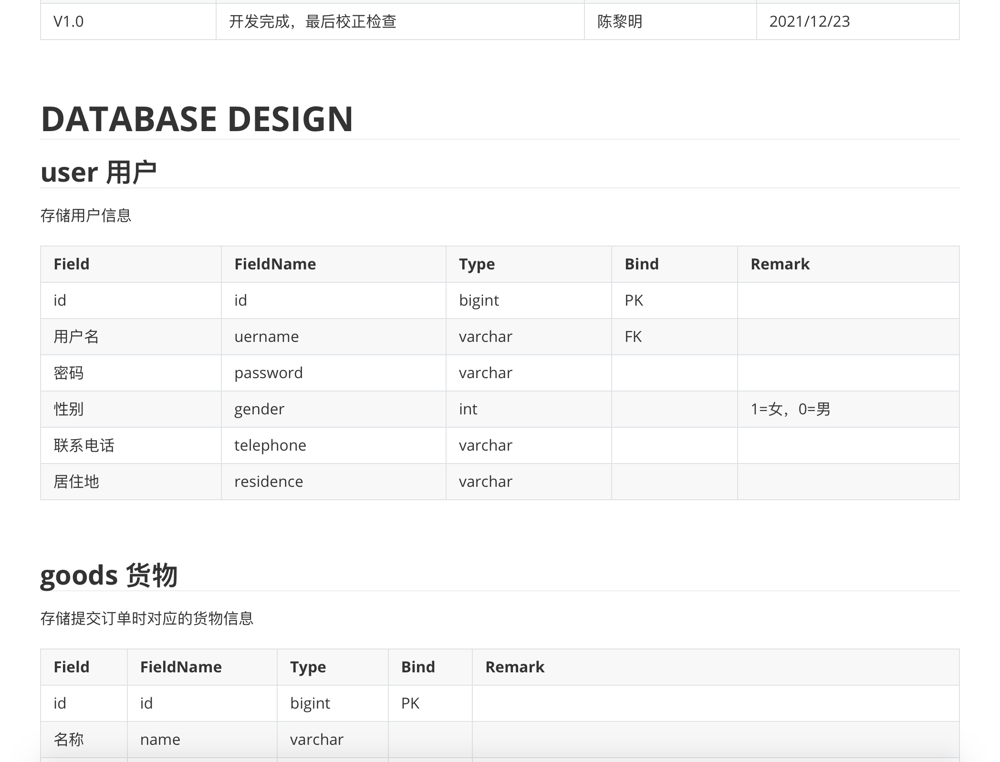 V1.0 开发完成，最后校正检查 陈黎明 2021/12/23
DATABASE DESIGN
user 用户
存储用户信息
Field FieldName Type Bind Remark
id id bigint PK
用户名 uername varchar FK
密码 password varchar
性别 gender int 1=女，0=男
联系电话 telephone varchar
居住地 residence varchar
goods 货物
存储提交订单时对应的货物信息
Field FieldName Type Bind Remark
id id bigint PK
名称 name varchar